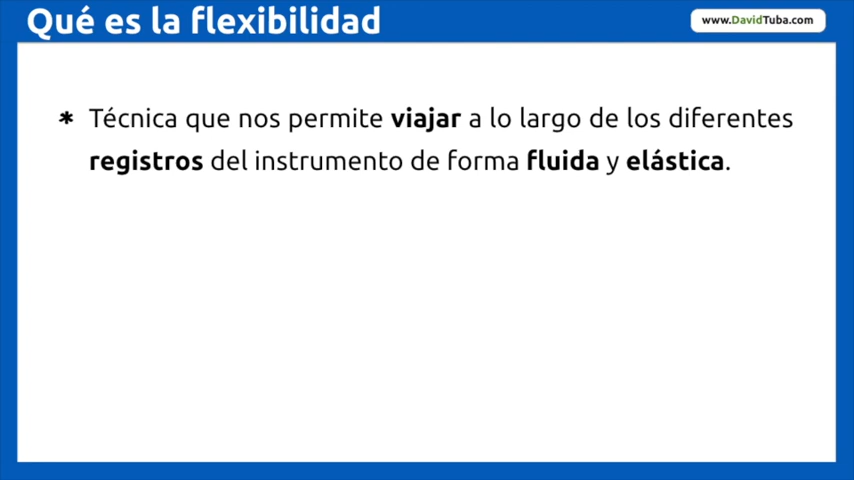 Qué es la flexibilidad
www.DavidTuba.com
* Técnica que nos permite viajar a lo largo de los diferentes
registros del instrumento de forma fluida y elástica.